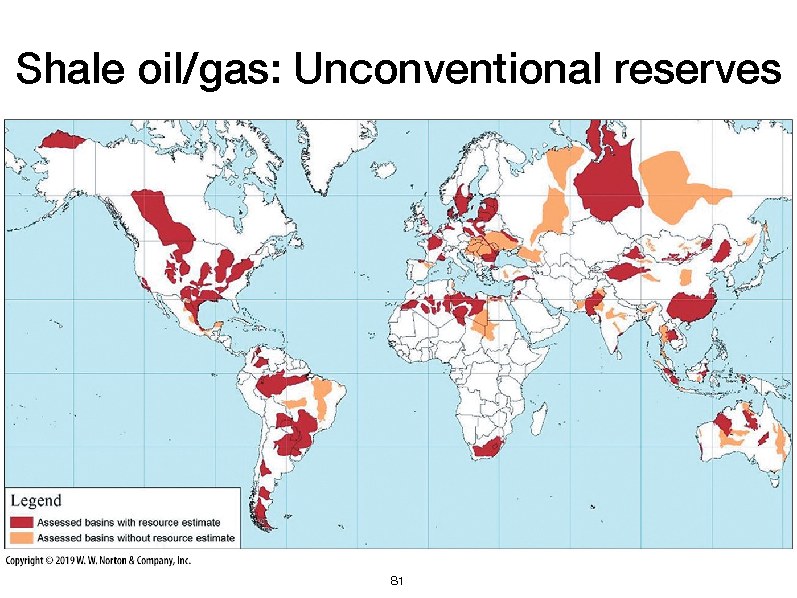 Shale oil/gas: Unconventional reserves
Legend
Assessed basins with resource estimate
Assessed basins without resource estimate
Copyright © 2019 W. W. Norton & Company, Inc.
81